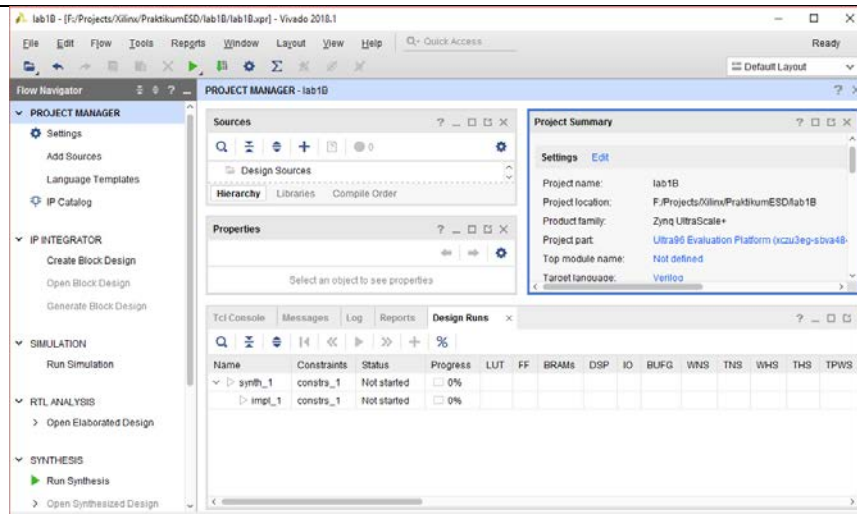 lab1B - [F:/Projects/Xilinx/PraktikumESD/lab1B/lab1B.xpr] - Vivado 2018.1
File Edit Flow Tools Reports Window Layout View Help Quick Access Ready
Default Layout
Flow Navigator
PROJECT MANAGER
Settings
Add Sources
Language Templates
IP Catalog
IP INTEGRATOR
Create Block Design
Open Block Design
Generate Block Design
SIMULATION
Run Simulation
RTL ANALYSIS
Open Elaborated Design
SYNTHESIS
Run Synthesis
Open Synthesized Design
PROJECT MANAGER - lab1B
Sources
0
Design Sources
Hierarchy Libraries Compile Order
Properties
Select an object to see properties
Project Summary
Settings Edit
Project name: lab1B
Project location: F:/Projects/Xilinx/PraktikumESD/lab1B
Product family: Zynq UltraScale+
Project part: Ultra96 Evaluation Platform (xczu3eg-sbva48-
Top module name: Not defined
Target language: Verilog
Tcl Console Messages Log Reports Design Runs
Name Constraints Status Progress LUT FF BRAMs DSP IO BUFG WNS TNS WHS THS TPWS
synth_1 constrs_1 Not started 0%
impl_1 constrs_1 Not started 0%